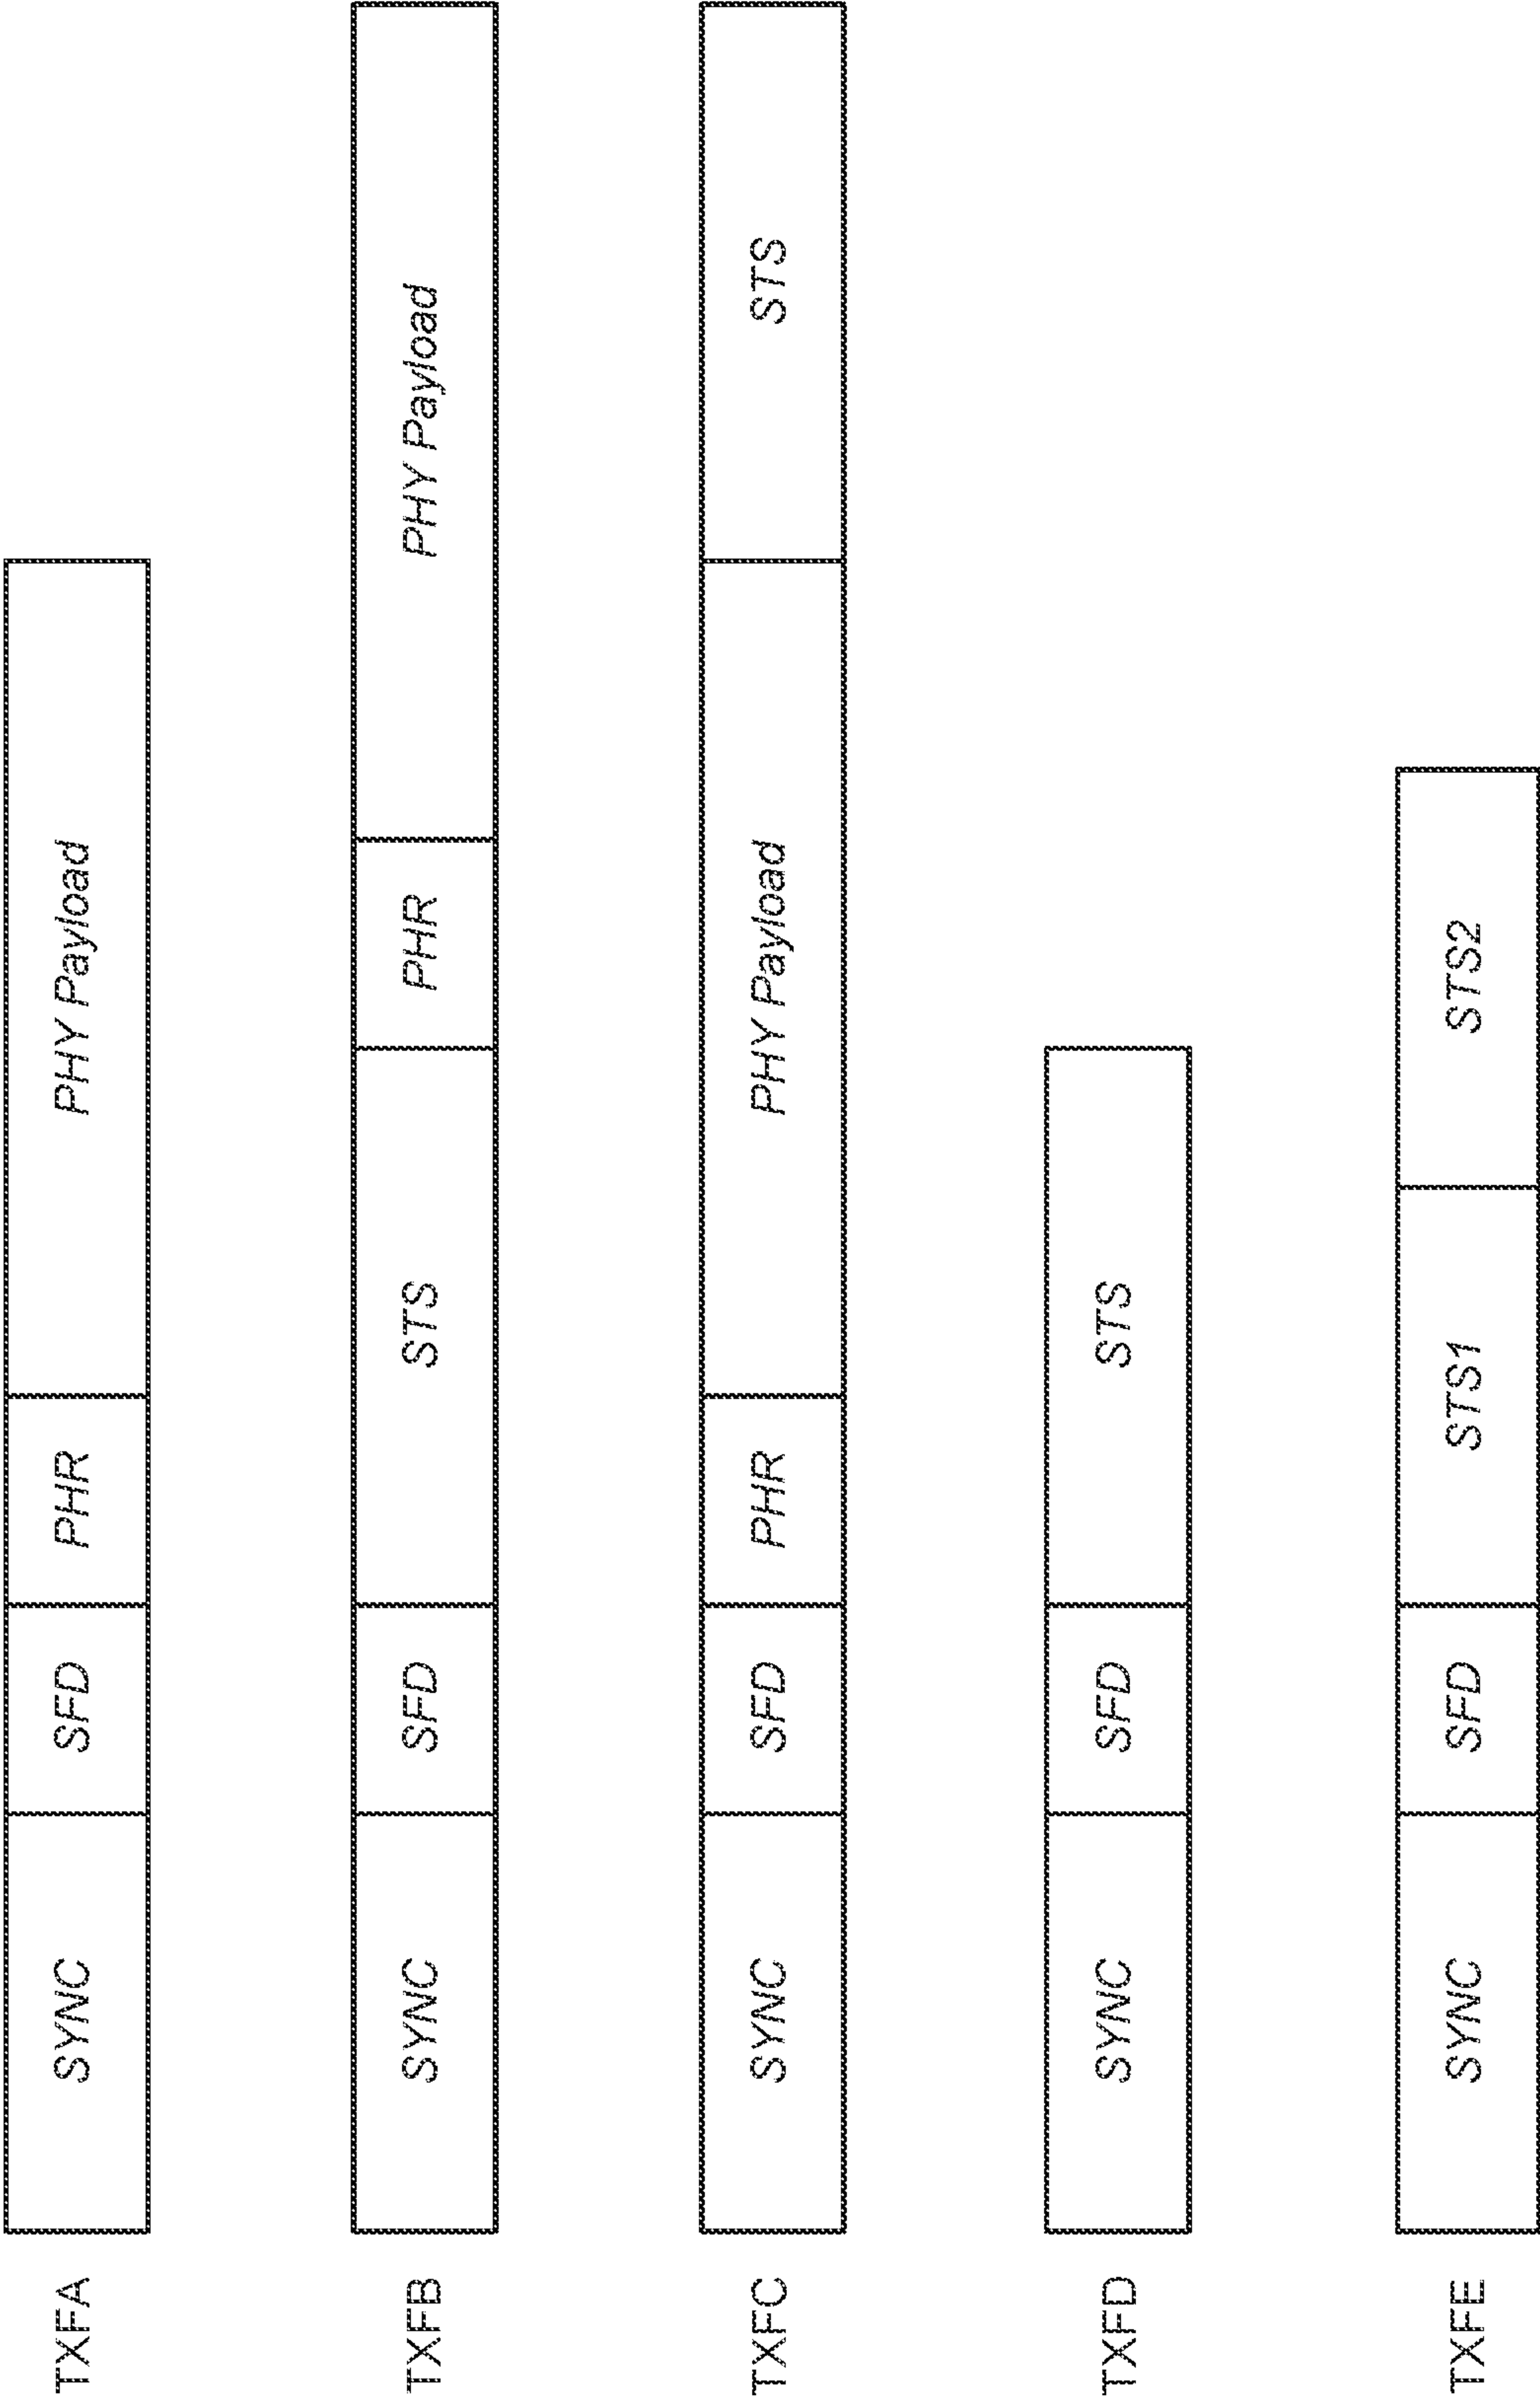 TXFA SYNC SFD PHR PHY Payload
TXFB SYNC SFD STS PHR PHY Payload
TXFC SYNC SFD PHR PHY Payload STS
TXFD SYNC SFD STS
TXFE SYNC SFD STS1 STS2